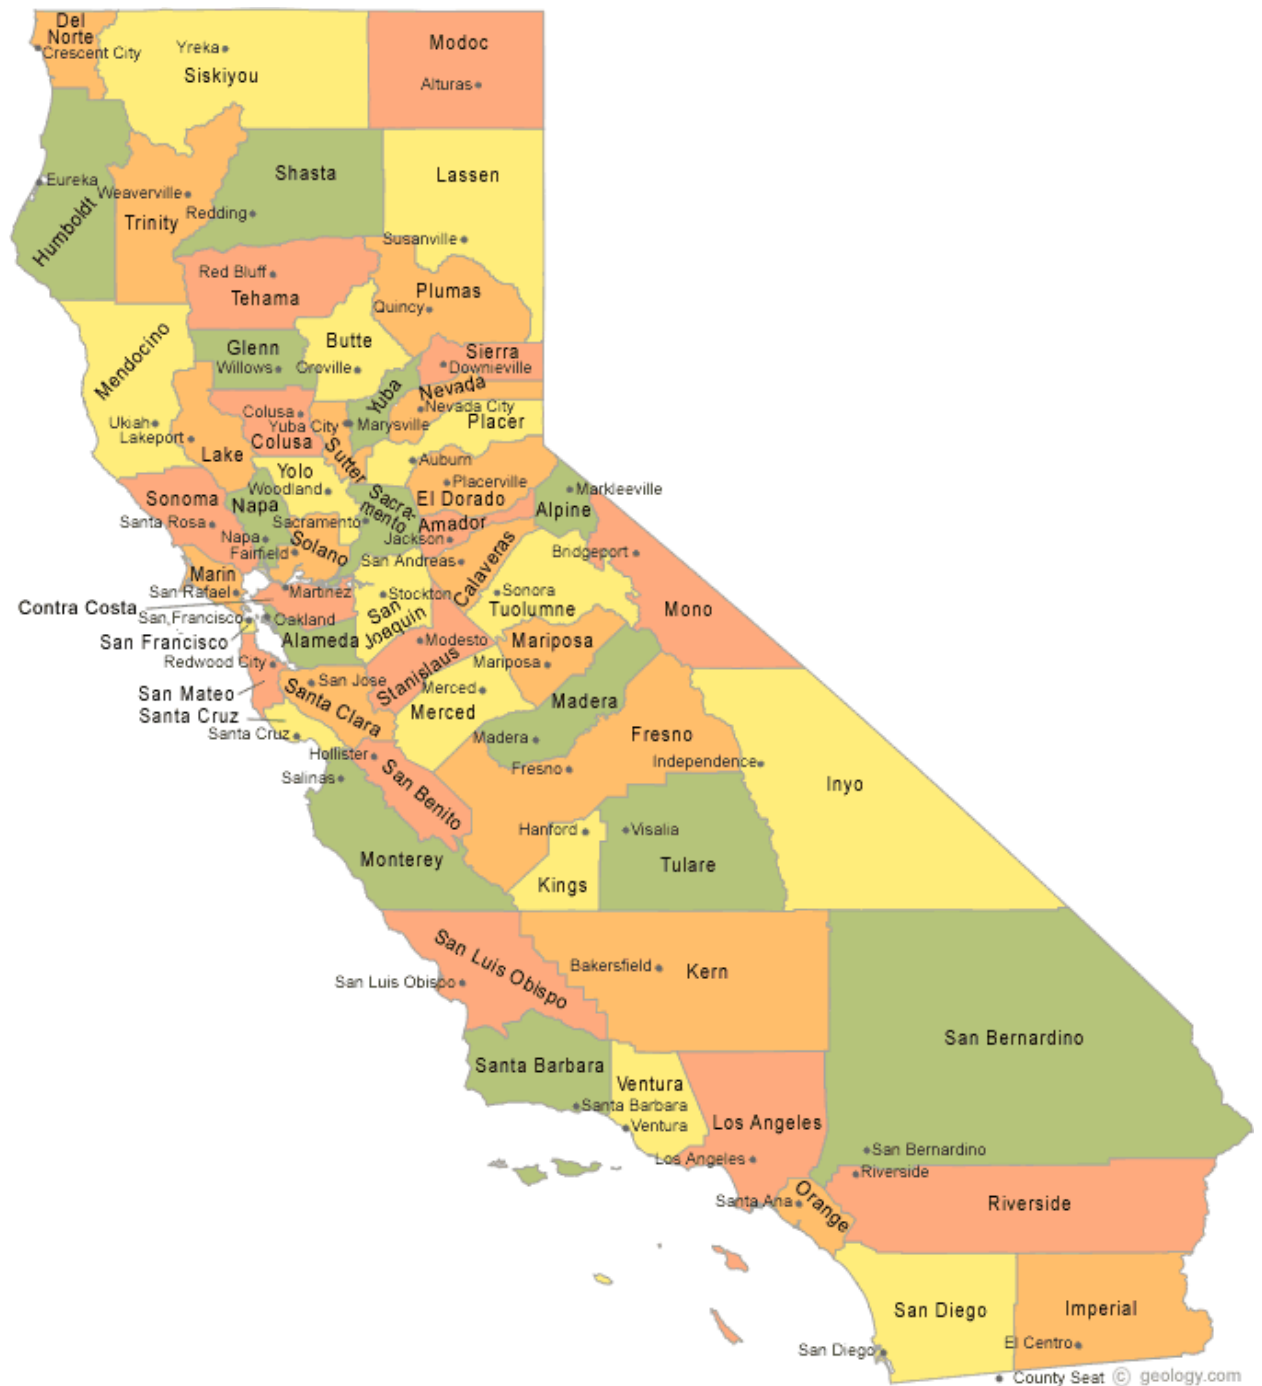 Del
Norte
Crescent City
Yreka
Siskiyou
Modoc
Alturas
Eureka
Humboldt
Weaverville
Trinity
Shasta
Redding
Lassen
Susanville
Red Bluff
Tehama
Plumas
Quincy
Mendocino
Ukiah
Glenn
Willows
Butte
Oroville
Sierra
Downieville
Yuba
Marysville
Nevada
Nevada City
Placer
Auburn
Lakeport
Lake
Colusa
Colusa
Yuba City
Sutter
Yolo
Woodland
Sonoma
Santa Rosa
Napa
Napa
Sacramento
Sacra-
mento
El Dorado
Placerville
Amador
Jackson
Alpine
Markleeville
Solano
Fairfield
San Andreas
Calaveras
Bridgeport
Mono
Marin
San Rafael
Martinez
Contra Costa
Stockton
San
Joaquin
Sonora
Tuolumne
San Francisco
San Francisco
Oakland
Alameda
Modesto
Stanislaus
Mariposa
Mariposa
Redwood City
San Mateo
San Jose
Santa Clara
Merced
Merced
Madera
Madera
Santa Cruz
Santa Cruz
Hollister
San Benito
Salinas
Fresno
Fresno
Independence
Inyo
Monterey
Hanford
Kings
Visalia
Tulare
San Luis Obispo
San Luis Obispo
Bakersfield
Kern
San Bernardino
Santa Barbara
Santa Barbara
Ventura
Ventura
Los Angeles
Los Angeles
San Bernardino
Riverside
Riverside
Santa Ana
Orange
San Diego
San Diego
Imperial
El Centro
County Seat © geology.com